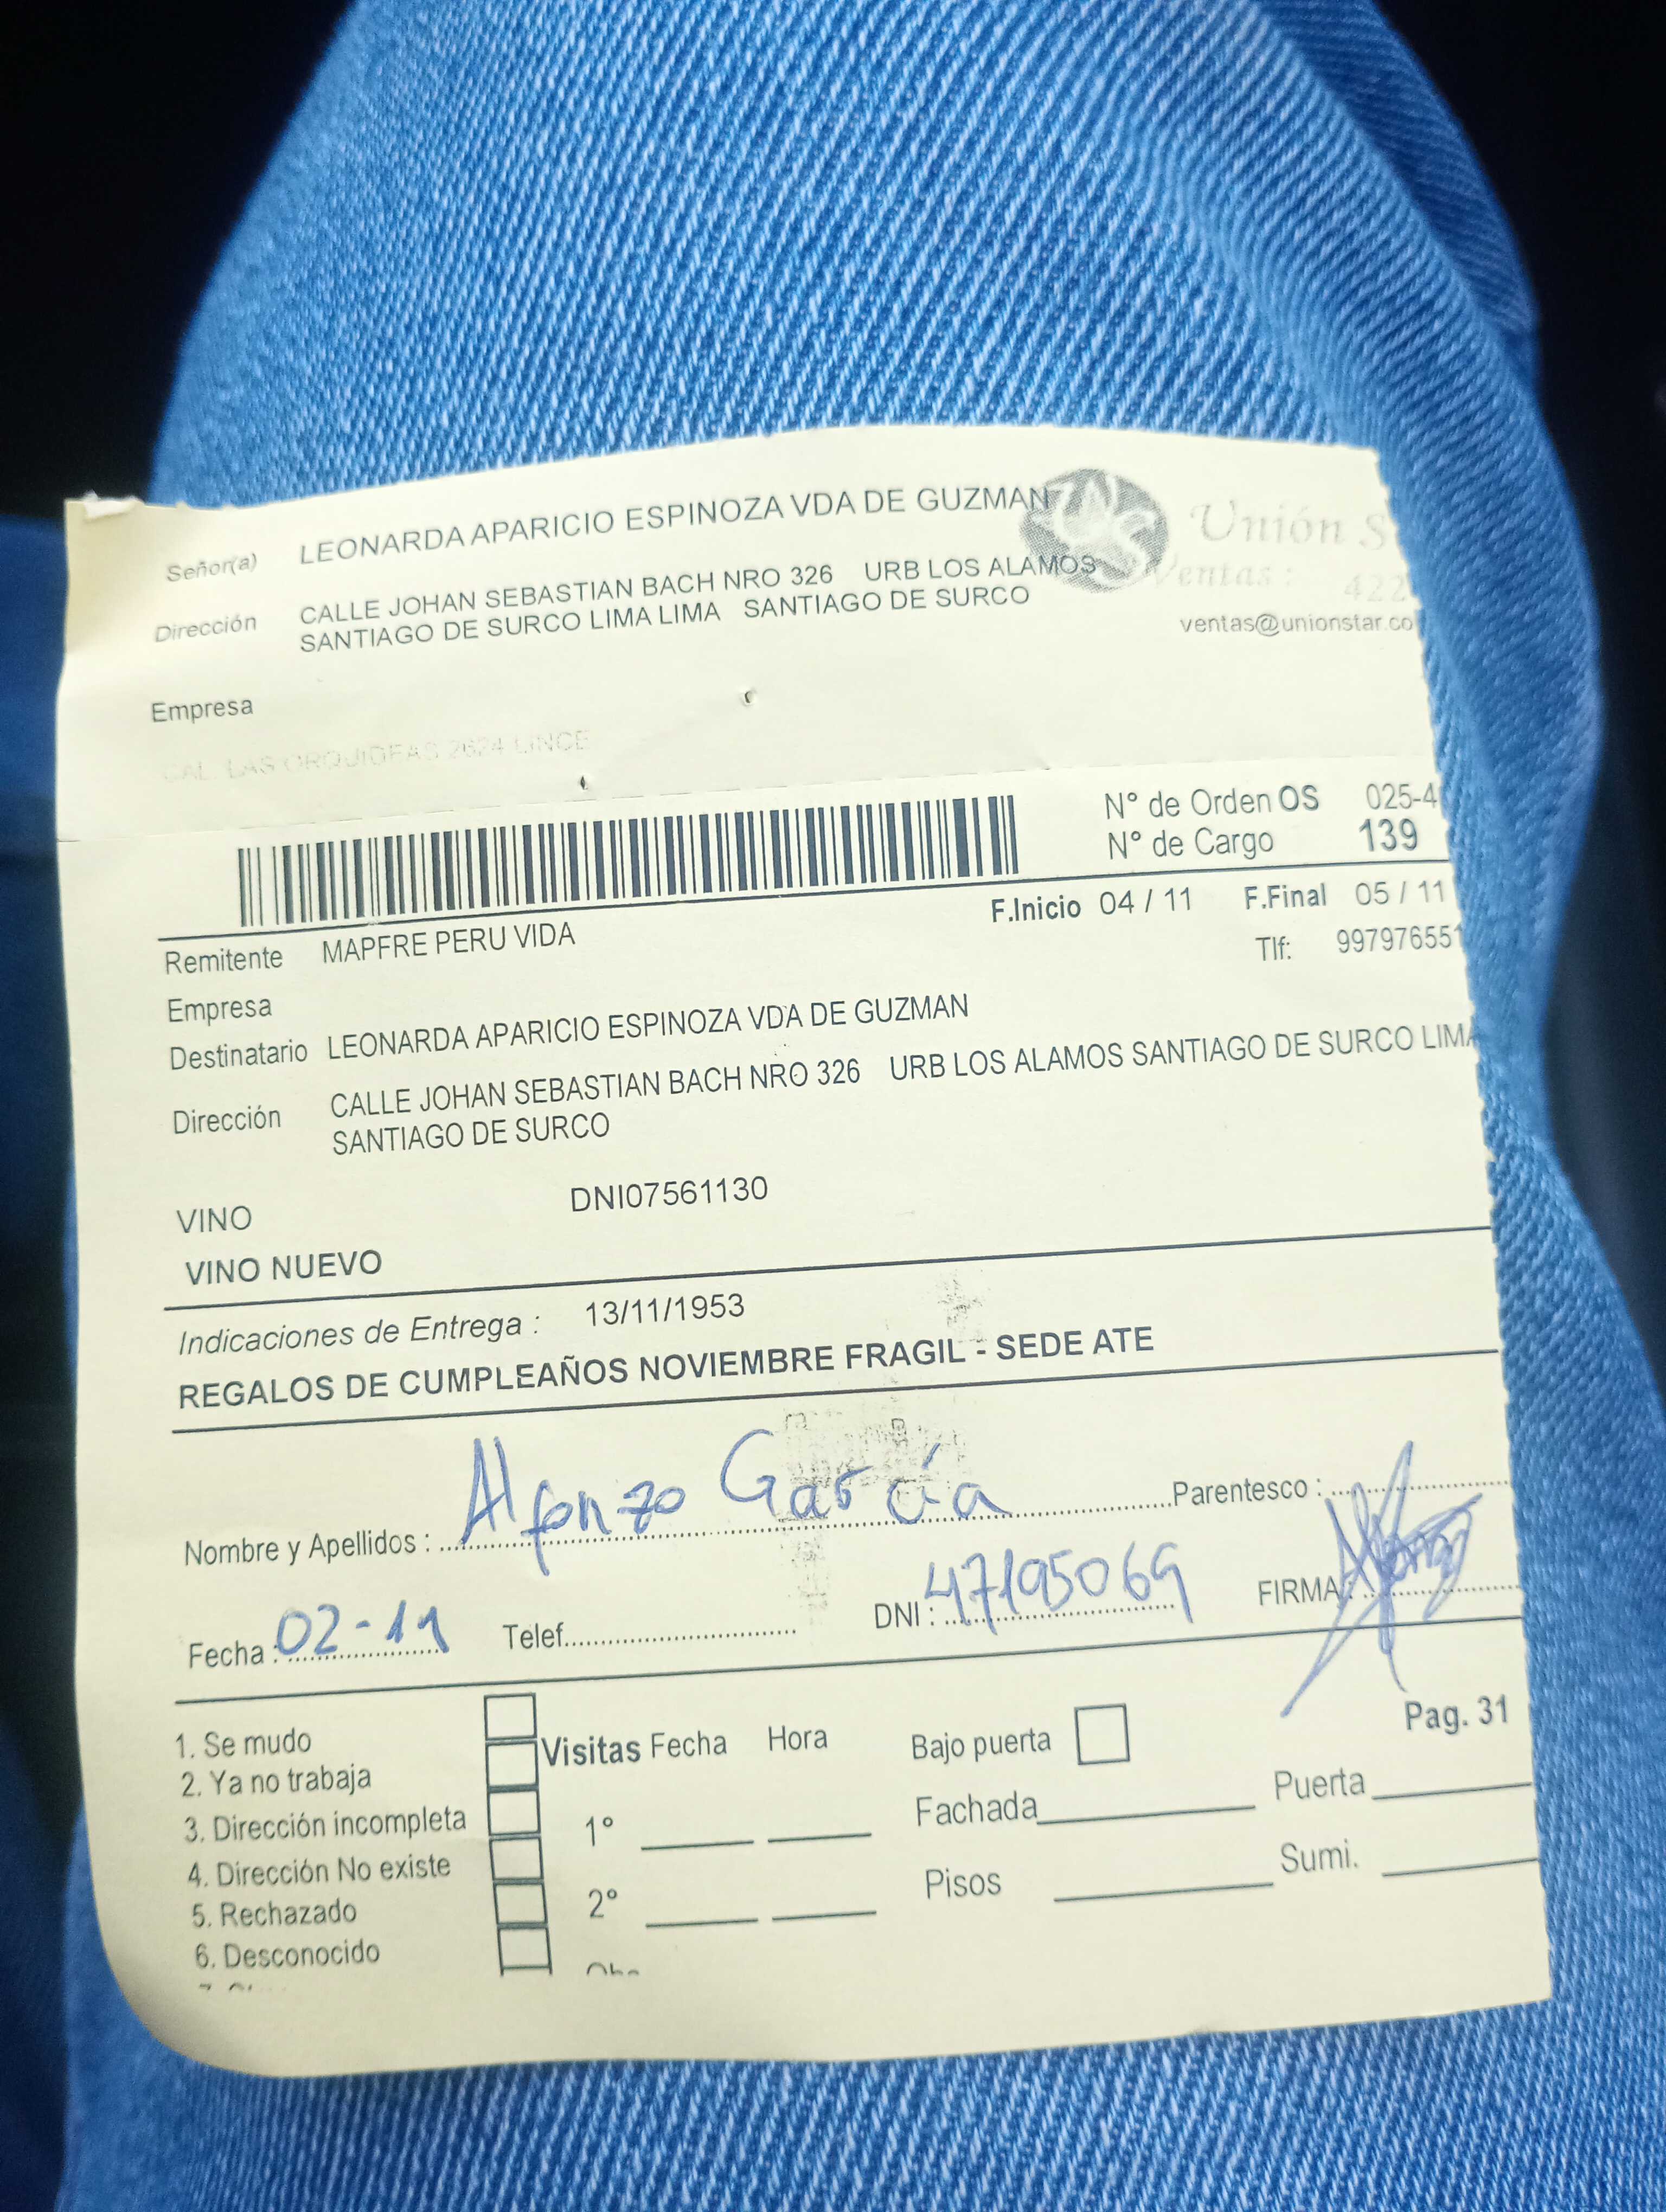 Señor(a) LEONARDA APARICIO ESPINOZA VDA DE GUZMAN
Unión S
Ventas: 422
Dirección CALLE JOHAN SEBASTIAN BACH NRO 326 URB LOS ALAMOS
SANTIAGO DE SURCO LIMA LIMA SANTIAGO DE SURCO
ventas@unionstar.co
Empresa
CAL. LAS ORQUIDEAS 2624 LINCE
N° de Orden OS 025-4
N° de Cargo 139
F.Inicio 04 / 11 F.Final 05 / 11
Remitente MAPFRE PERU VIDA
Tlf: 997976551
Empresa
Destinatario LEONARDA APARICIO ESPINOZA VDA DE GUZMAN
Dirección CALLE JOHAN SEBASTIAN BACH NRO 326 URB LOS ALAMOS SANTIAGO DE SURCO LIMA
SANTIAGO DE SURCO
VINO DNI07561130
VINO NUEVO
Indicaciones de Entrega : 13/11/1953
REGALOS DE CUMPLEAÑOS NOVIEMBRE FRAGIL - SEDE ATE
Nombre y Apellidos : Alfonzo García Parentesco :
Fecha : 02-11 Telef. DNI : 47195069 FIRMA :
Pag. 31
1. Se mudo
2. Ya no trabaja
3. Dirección incompleta
4. Dirección No existe
5. Rechazado
6. Desconocido
Visitas Fecha Hora
1°
2°
Bajo puerta
Fachada Puerta
Pisos Sumi.